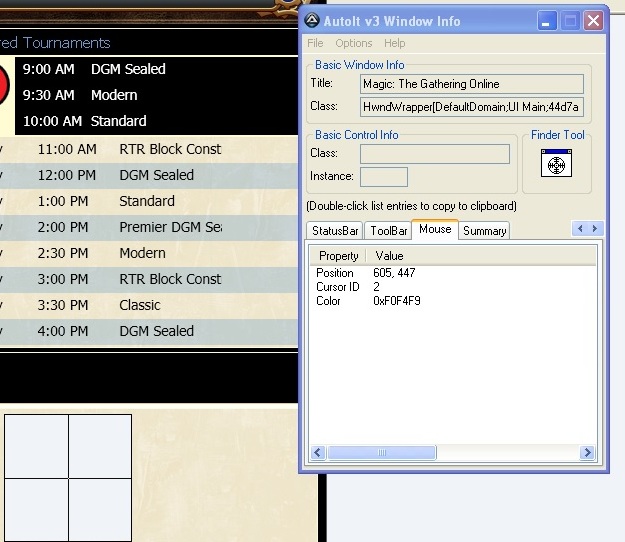 red Tournaments
9:00 AM DGM Sealed
9:30 AM Modern
10:00 AM Standard
y 11:00 AM RTR Block Const
y 12:00 PM DGM Sealed
y 1:00 PM Standard
y 2:00 PM Premier DGM Se
y 2:30 PM Modern
y 3:00 PM RTR Block Const
y 3:30 PM Classic
y 4:00 PM DGM Sealed
AutoIt v3 Window Info
File Options Help
Basic Window Info
Title: Magic: The Gathering Online
Class: HwndWrapper[DefaultDomain;UI Main;44d7a
Basic Control Info
Class:
Instance:
Finder Tool
(Double-click list entries to copy to clipboard)
StatusBar ToolBar Mouse Summary
Property Value
Position 605, 447
Cursor ID 2
Color 0xF0F4F9